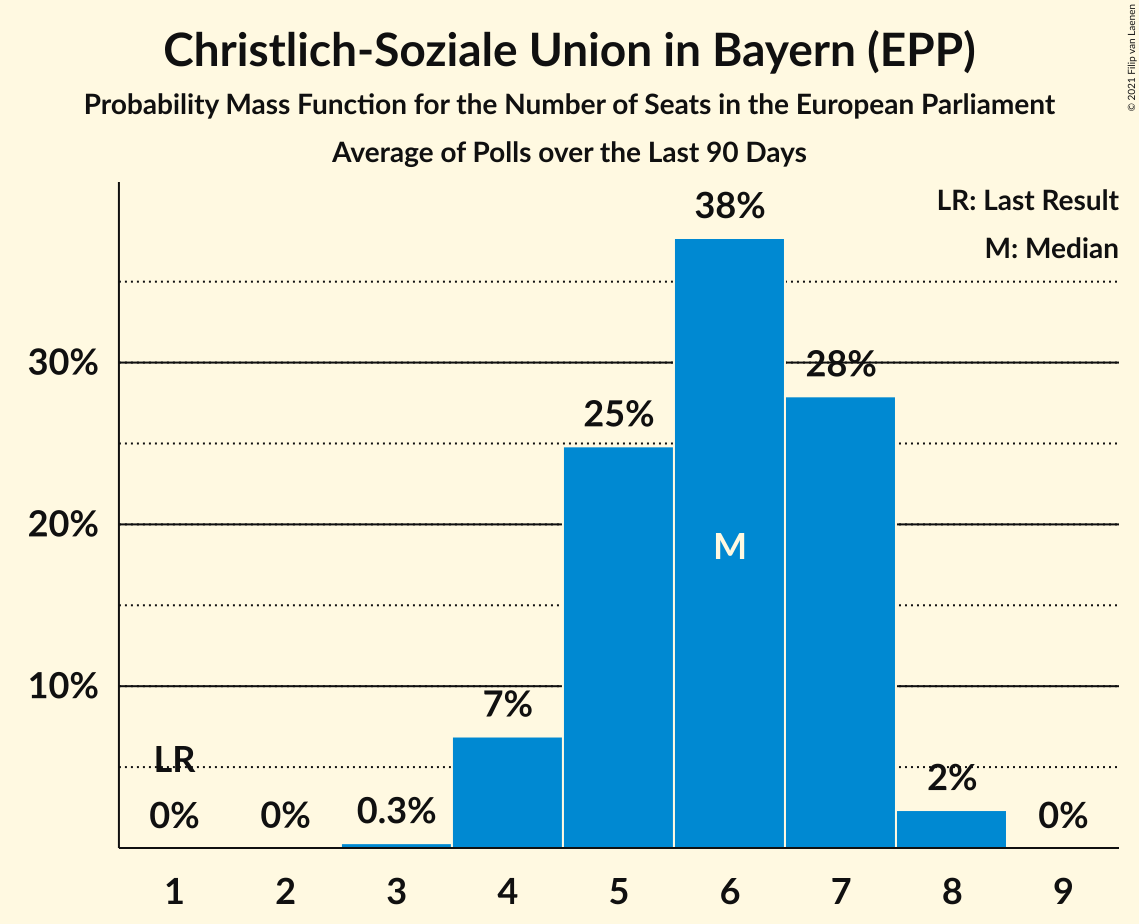 Christlich-Soziale Union in Bayern (EPP)
Probability Mass Function for the Number of Seats in the European Parliament
Average of Polls over the Last 90 Days
© 2021 Filip van Laenen
LR: Last Result
M: Median
38%
30%
28%
25%
20%
M
10%
7%
LR
0%
0%
0.3%
2%
0%
1 2 3 4 5 6 7 8 9